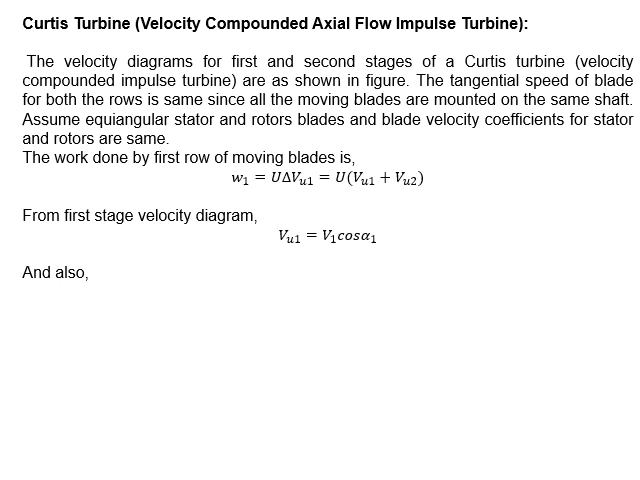 Curtis Turbine (Velocity Compounded Axial Flow Impulse Turbine):
The velocity diagrams for first and second stages of a Curtis turbine (velocity
compounded impulse turbine) are as shown in figure. The tangential speed of blade
for both the rows is same since all the moving blades are mounted on the same shaft.
Assume equiangular stator and rotors blades and blade velocity coefficients for stator
and rotors are same.
The work done by first row of moving blades is,
w₁ = UΔVᵤ₁ = U(Vᵤ₁ + Vᵤ₂)
From first stage velocity diagram,
Vᵤ₁ = V₁cosα₁
And also,